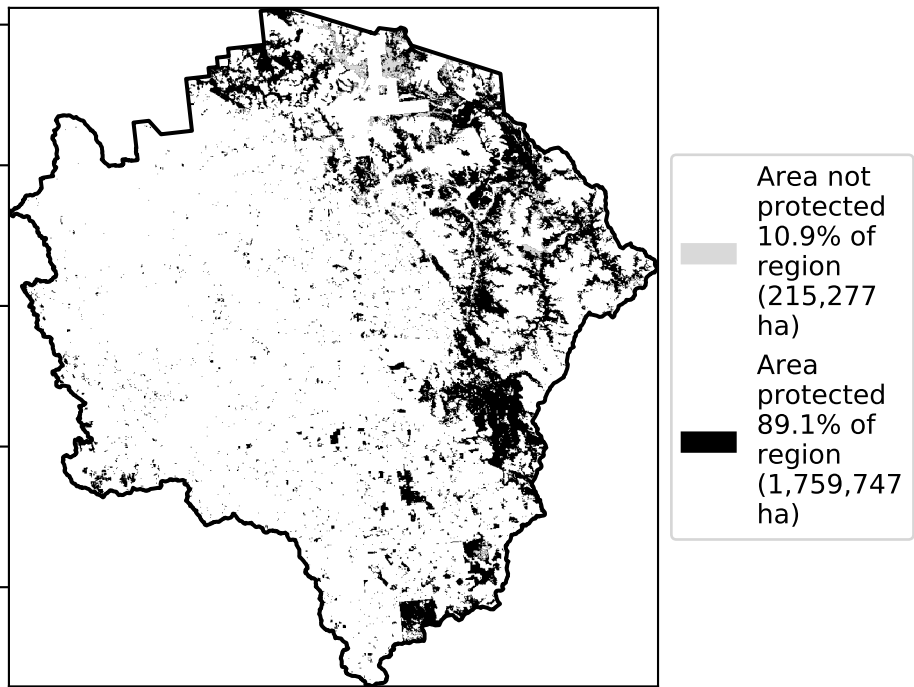 Area not
protected
10.9% of
region
(215,277
ha)
Area
protected
89.1% of
region
(1,759,747
ha)